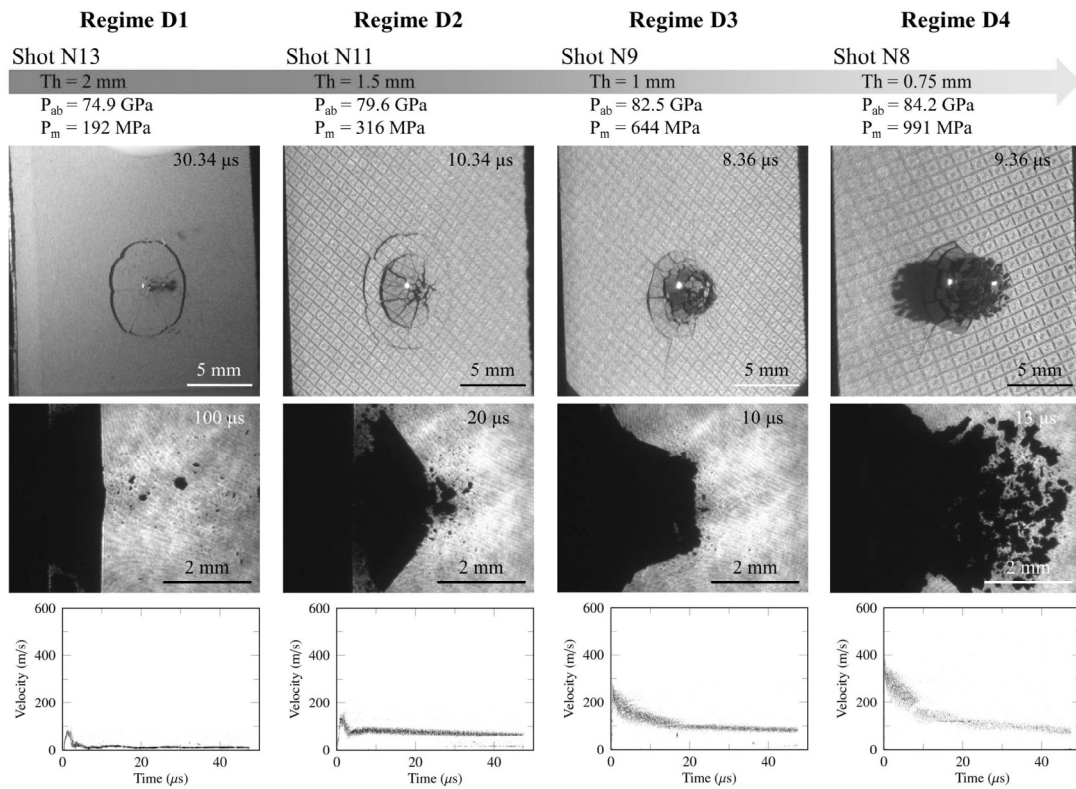 Regime D1 Regime D2 Regime D3 Regime D4
Shot N13 Shot N11 Shot N9 Shot N8
Th = 2 mm Th = 1.5 mm Th = 1 mm Th = 0.75 mm
P_ab = 74.9 GPa P_ab = 79.6 GPa P_ab = 82.5 GPa P_ab = 84.2 GPa
P_m = 192 MPa P_m = 316 MPa P_m = 644 MPa P_m = 991 MPa
30.34 µs 10.34 µs 8.36 µs 9.36 µs
5 mm 5 mm 5 mm 5 mm
100 µs 20 µs 10 µs 13 µs
2 mm 2 mm 2 mm 2 mm
600 600 600 600
400 400 400 400
200 200 200 200
0 0 0 0
Velocity (m/s) Velocity (m/s) Velocity (m/s) Velocity (m/s)
0 20 40 0 20 40 0 20 40 0 20 40
Time (µs) Time (µs) Time (µs) Time (µs)